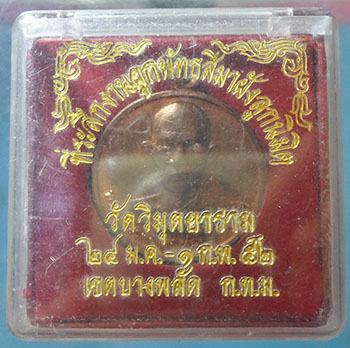 ที่ระลึกงานผูกพัทธสีมาฝังลูกนิมิต
วัดวิมุตยาราม
๒๔ ม.ค.-๑ ก.พ. ๕๒
เขตบางพลัด ก.ท.ม.